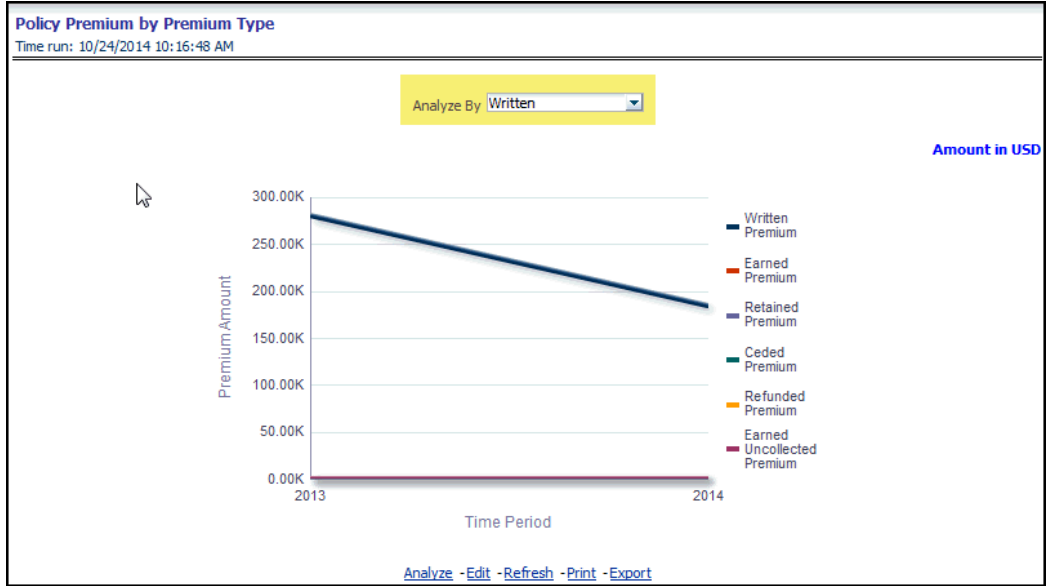 Policy Premium by Premium Type
Time run: 10/24/2014 10:16:48 AM
Analyze By Written
Amount in USD
300.00K
250.00K
200.00K
150.00K
100.00K
50.00K
0.00K
Premium Amount
2013
2014
Time Period
Written
Premium
Earned
Premium
Retained
Premium
Ceded
Premium
Refunded
Premium
Earned
Uncollected
Premium
Analyze - Edit - Refresh - Print - Export